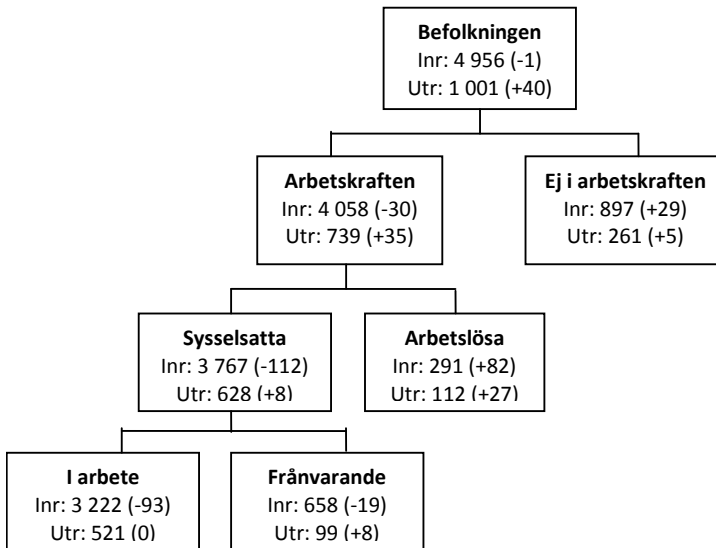 Befolkningen
Inr: 4 956 (-1)
Utr: 1 001 (+40)
Arbetskraften
Inr: 4 058 (-30)
Utr: 739 (+35)
Ej i arbetskraften
Inr: 897 (+29)
Utr: 261 (+5)
Sysselsatta
Inr: 3 767 (-112)
Utr: 628 (+8)
Arbetslösa
Inr: 291 (+82)
Utr: 112 (+27)
I arbete
Inr: 3 222 (-93)
Utr: 521 (0)
Frånvarande
Inr: 658 (-19)
Utr: 99 (+8)